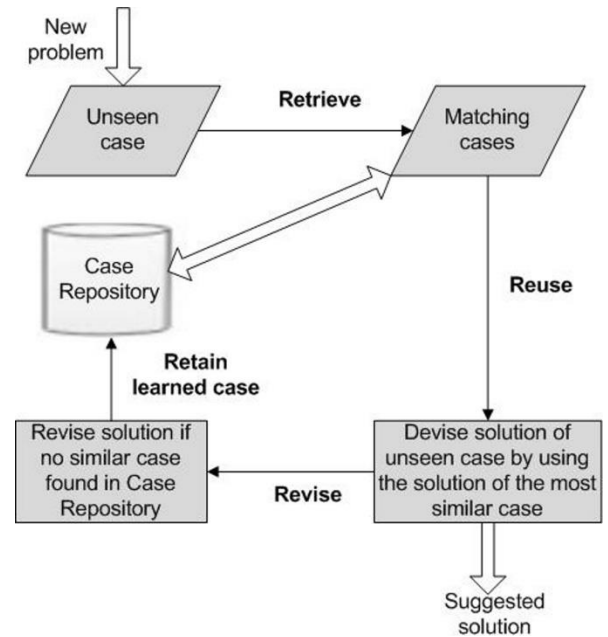 New
problem
Unseen
case
Retrieve
Matching
cases
Case
Repository
Reuse
Retain
learned case
Revise solution if
no similar case
found in Case
Repository
Revise
Devise solution of
unseen case by using
the solution of the most
similar case
Suggested
solution